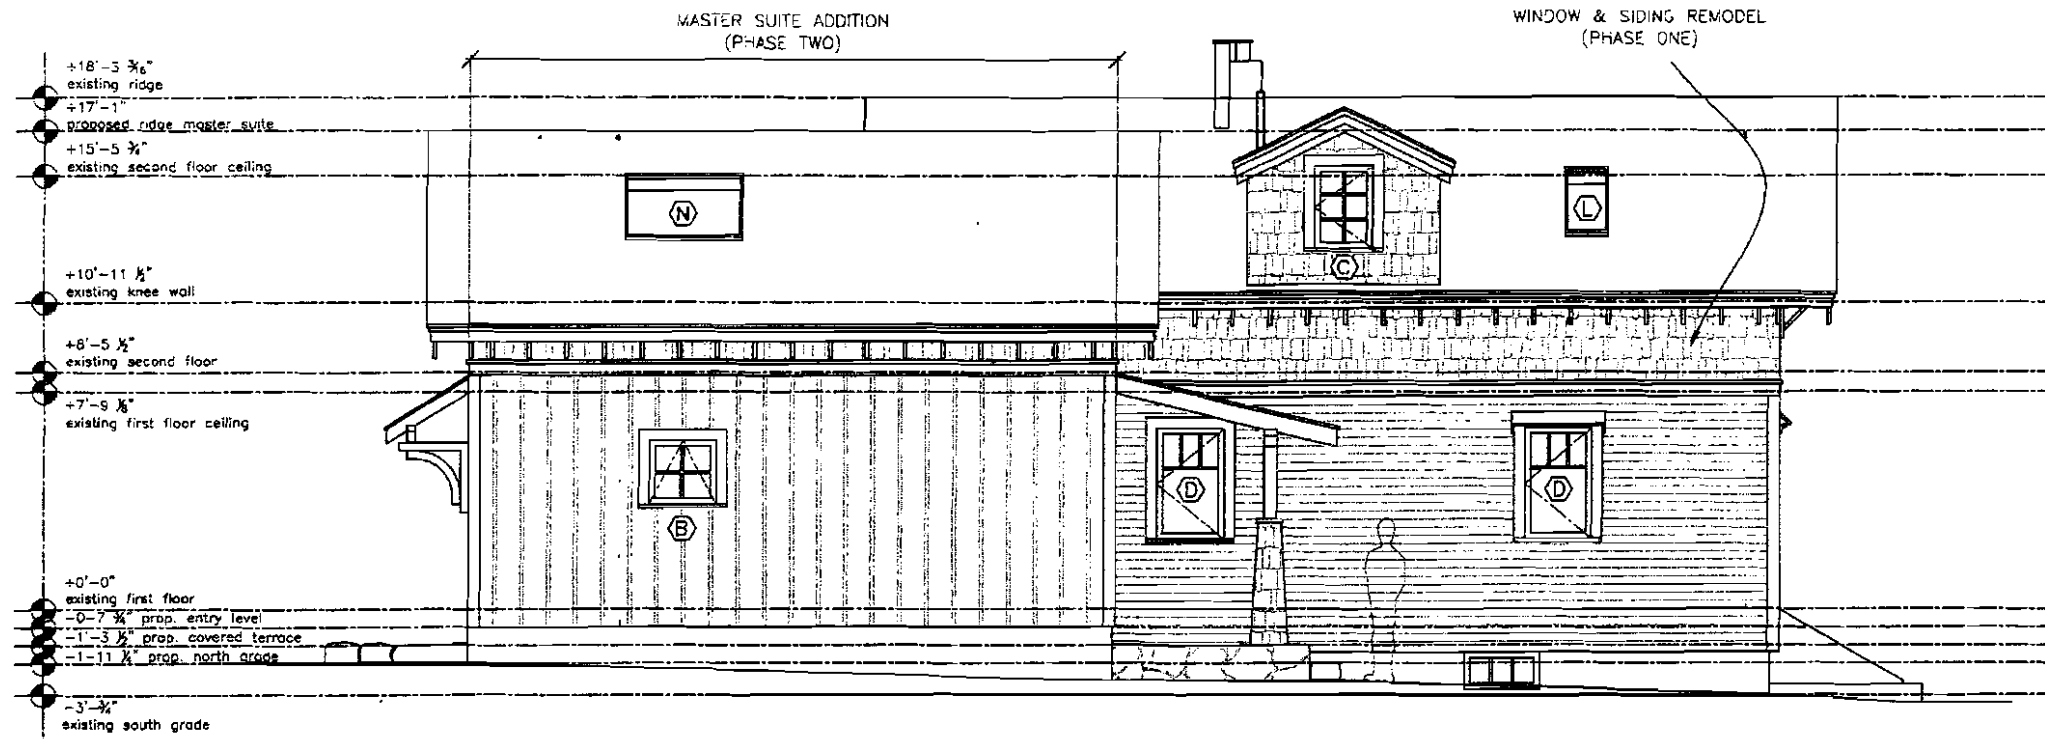 MASTER SUITE ADDITION
(PHASE TWO)
WINDOW & SIDING REMODEL
(PHASE ONE)
+18'-3 3/16"
existing ridge
+17'-1"
proposed ridge master suite
+15'-5 3/4"
existing second floor ceiling
+10'-11 1/2"
existing knee wall
+8'-5 1/2"
existing second floor
+7'-9 1/8"
existing first floor ceiling
+0'-0"
existing first floor
-0-7 3/4" prop. entry level
-1'-3 1/2" prop. covered terrace
-1-11 1/4" prop. north grade
-3'-3/4"
existing south grade
N
C
L
B
D
D